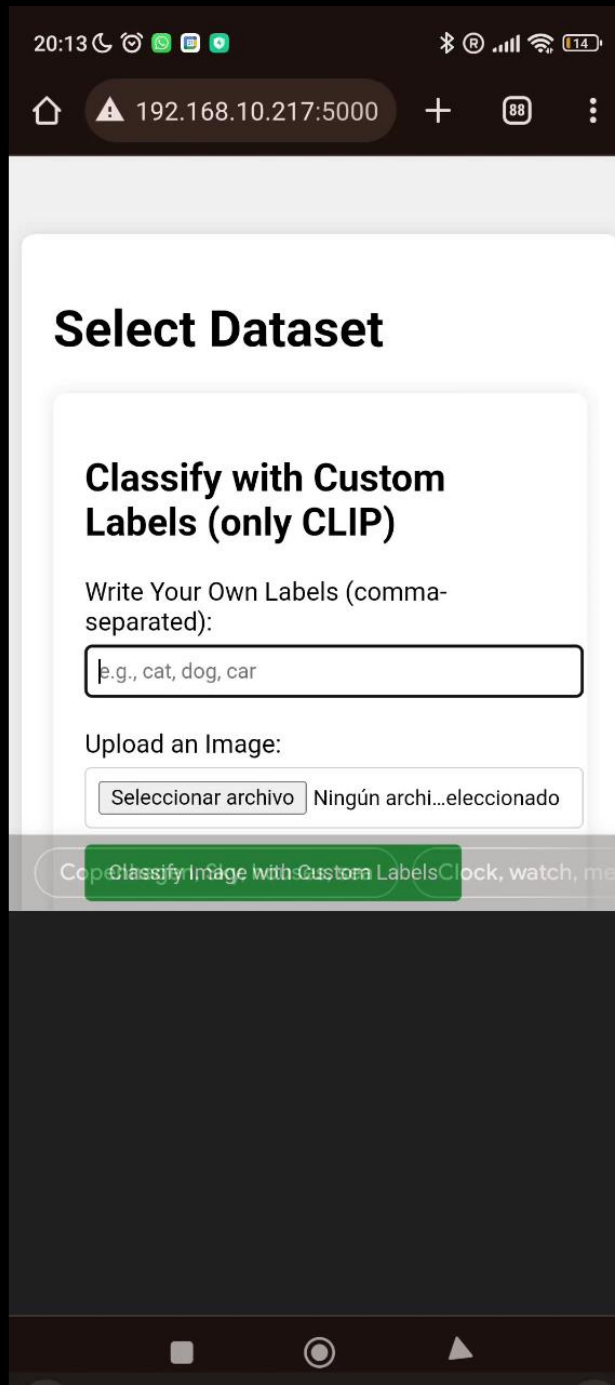 20:13
14
192.168.10.217:5000
88
Select Dataset
Classify with Custom
Labels (only CLIP)
Write Your Own Labels (comma-
separated):
e.g., cat, dog, car
Upload an Image:
Seleccionar archivo Ningún archi...eleccionado
Classify Image with Custom Labels
Clock, watch, me